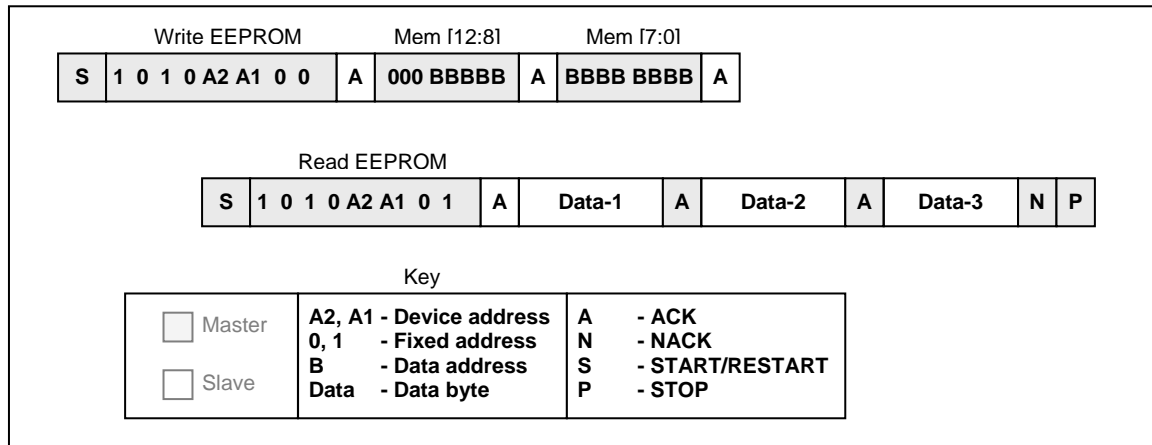 Write EEPROM Mem [12:8] Mem [7:0]
S 1 0 1 0 A2 A1 0 0 A 000 BBBBB A BBBB BBBB A
Read EEPROM
S 1 0 1 0 A2 A1 0 1 A Data-1 A Data-2 A Data-3 N P
Key
Master A2, A1 - Device address A - ACK
0, 1 - Fixed address N - NACK
B - Data address S - START/RESTART
Slave Data - Data byte P - STOP